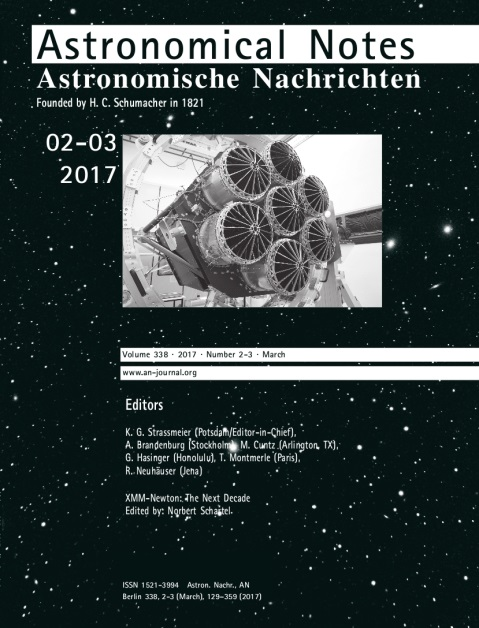 Astronomical Notes
Astronomische Nachrichten
Founded by H. C. Schumacher in 1821
02-03
2017
Volume 338 · 2017 · Number 2-3 · March
www.an-journal.org
Editors
K. G. Strassmeier (Potsdam/Editor-in-Chief),
A. Brandenburg (Stockholm), M. Cuntz (Arlington, TX),
G. Hasinger (Honolulu), T. Montmerle (Paris),
R. Neuhäuser (Jena)
XMM-Newton: The Next Decade
Edited by: Norbert Schartel
ISSN 1521-3994 Astron. Nachr., AN
Berlin 338, 2-3 (March), 129-359 (2017)